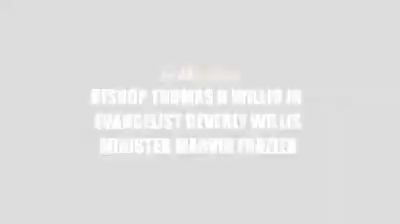 BISHOP THOMAS H WILLIS JR
EVANGELIST BEVERLY WILLIS
MINISTER MARVIN FRAZIER